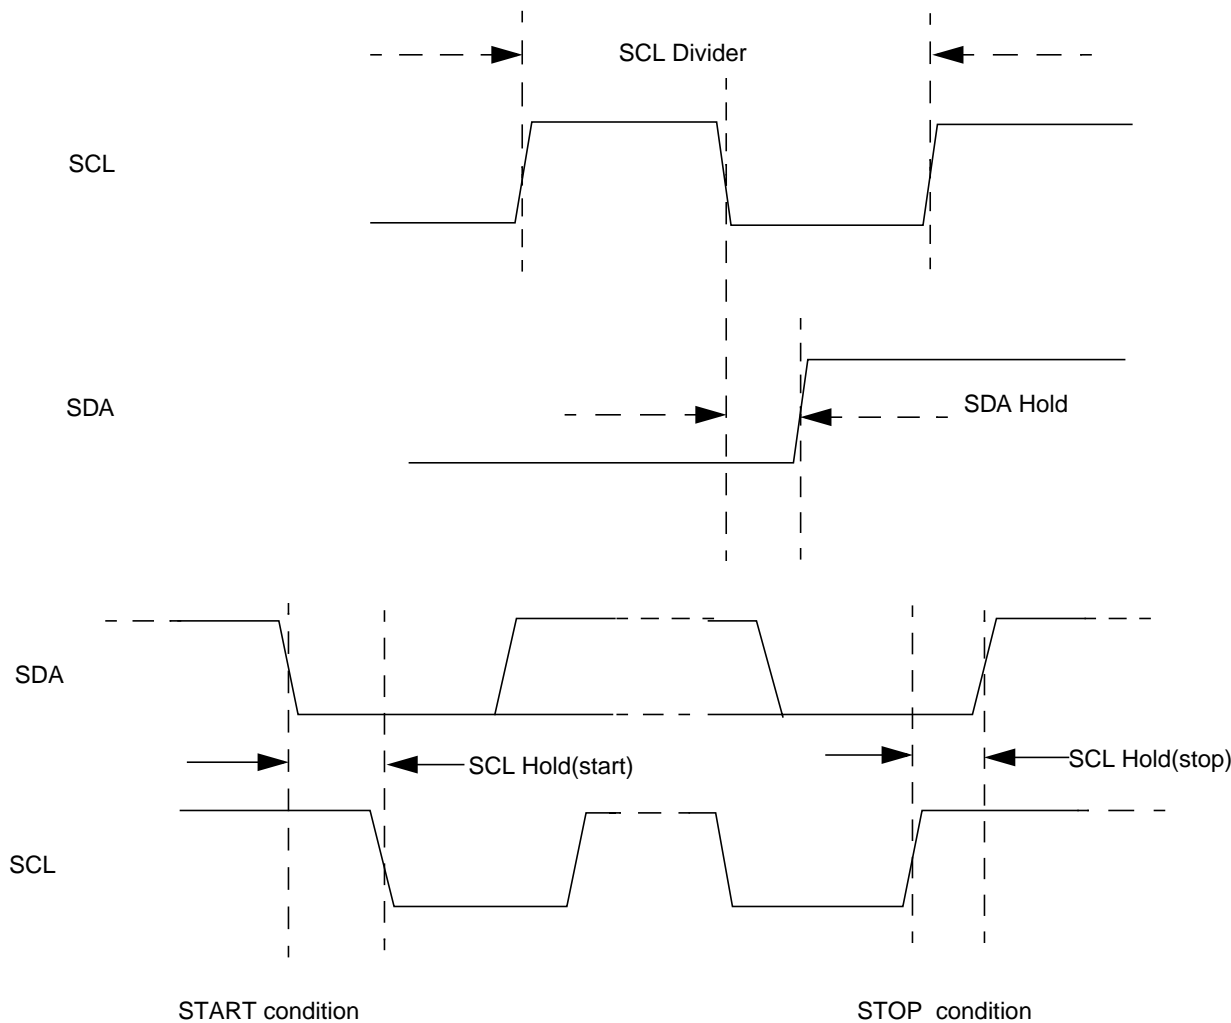 SCL Divider
SCL
SDA
SDA Hold
SDA
SCL Hold(start)
SCL Hold(stop)
SCL
START condition
STOP condition